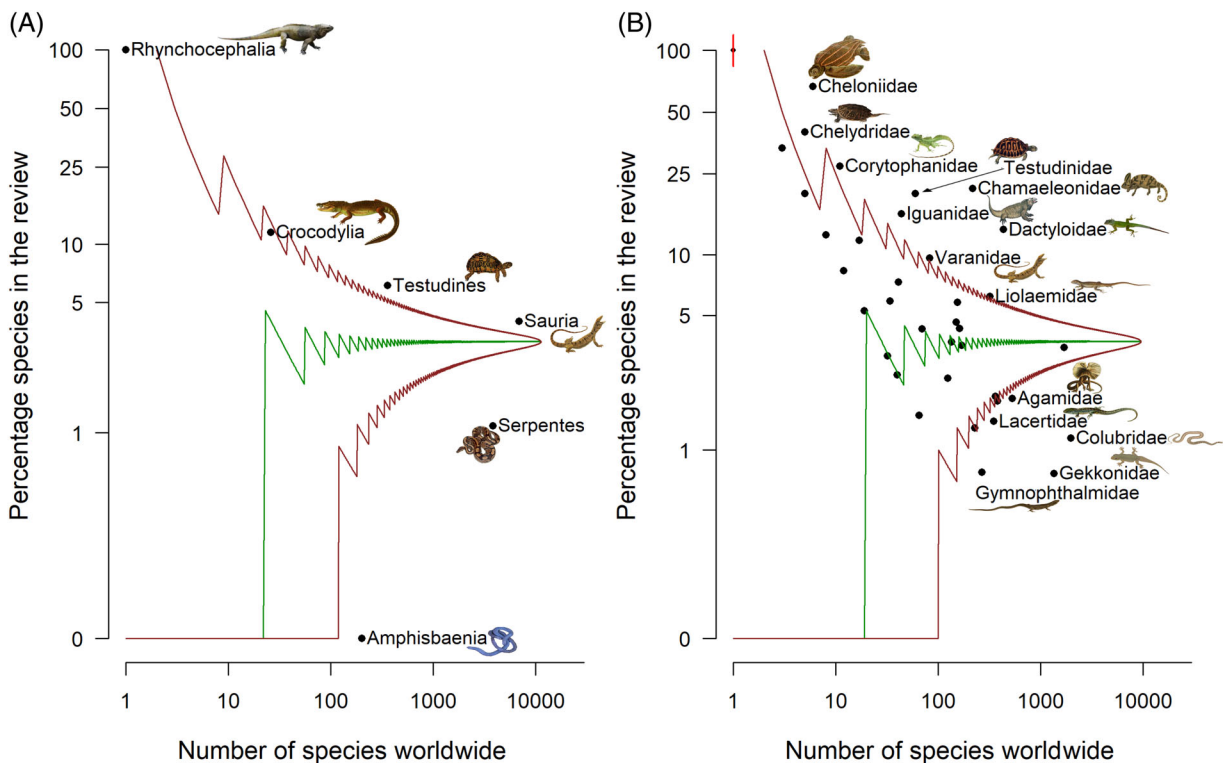 (A)
Percentage species in the review
100
50
25
10
5
1
0
Rhynchocephalia
Crocodylia
Testudines
Sauria
Serpentes
Amphisbaenia
1 10 100 1000 10000
Number of species worldwide
(B)
Percentage species in the review
100
50
25
10
5
1
0
Cheloniidae
Chelydridae
Corytophanidae
Testudinidae
Chamaeleonidae
Iguanidae
Dactyloidae
Varanidae
Liolaemidae
Agamidae
Lacertidae
Colubridae
Gekkonidae
Gymnophthalmidae
1 10 100 1000 10000
Number of species worldwide